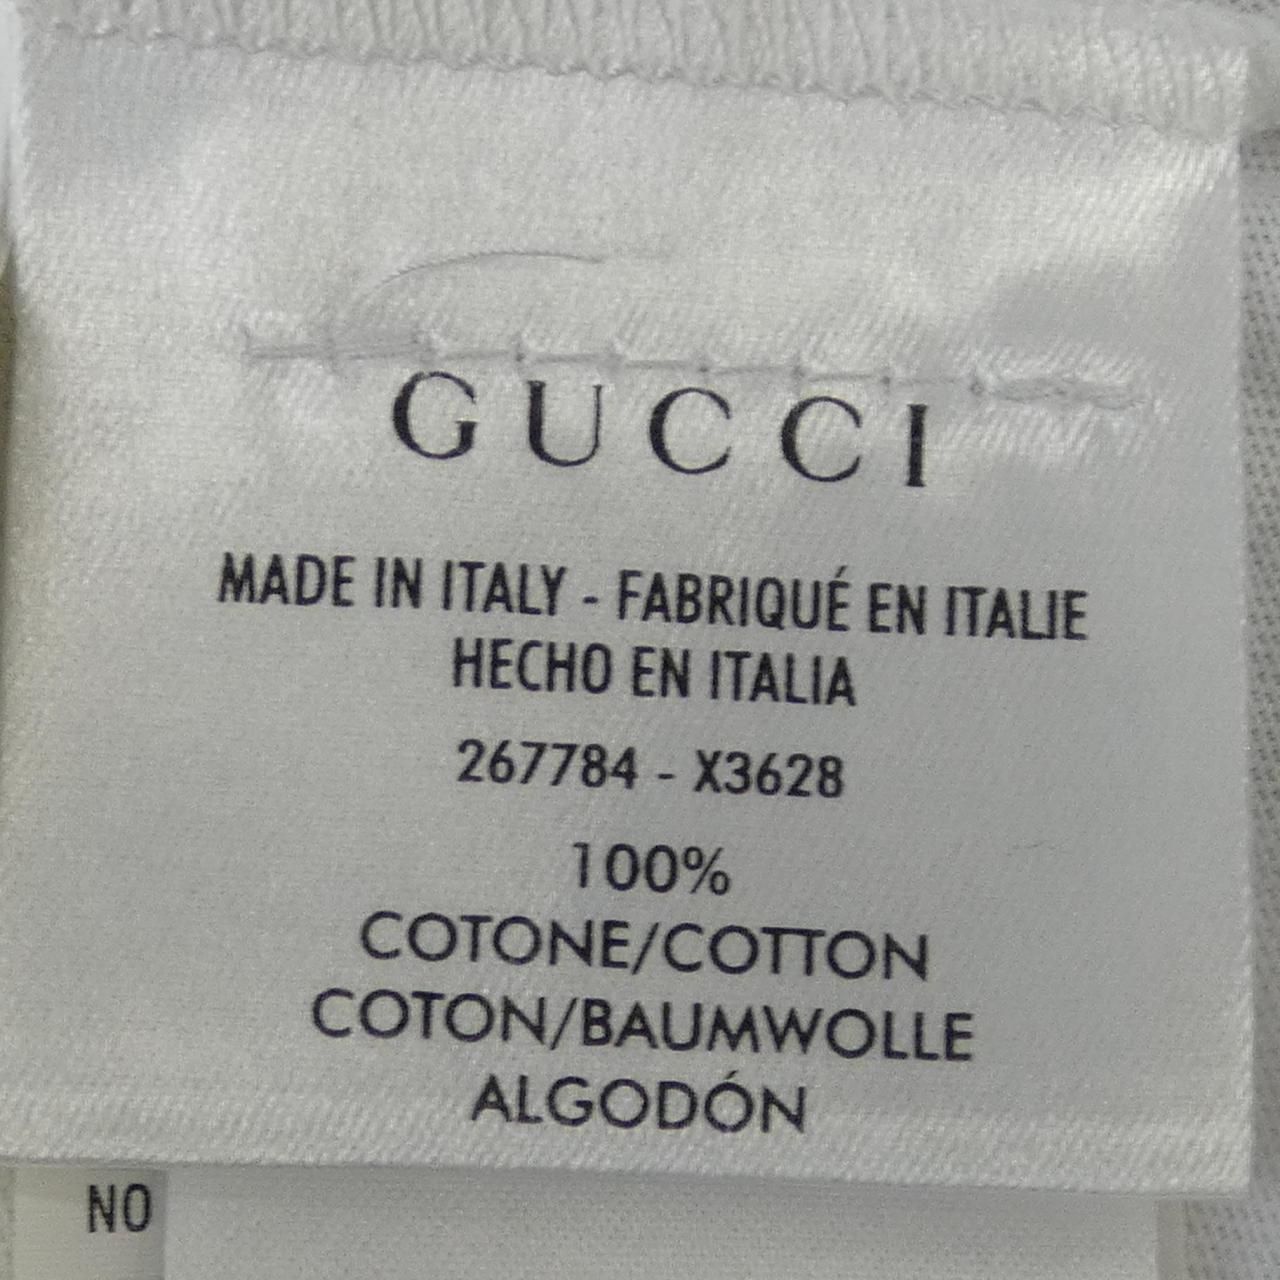 GUCCI
MADE IN ITALY - FABRIQUÉ EN ITALIE
HECHO EN ITALIA
267784 - X3628
100%
COTONE/COTTON
COTON/BAUMWOLLE
ALGODÓN
NO